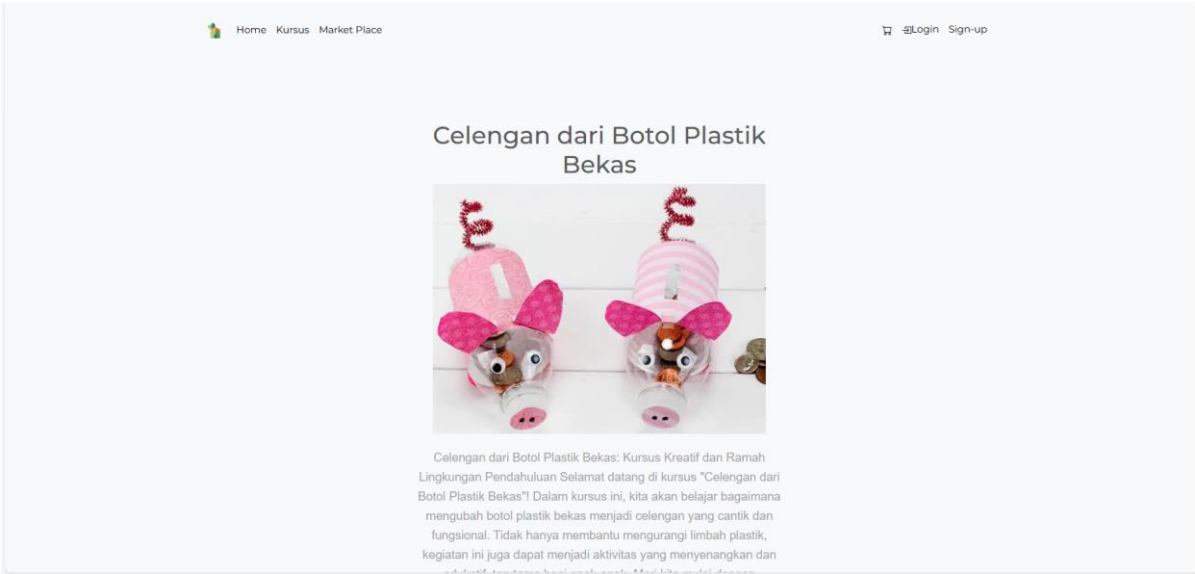 Home Kursus Market Place
Login Sign-up
Celengan dari Botol Plastik
Bekas
Celengan dari Botol Plastik Bekas: Kursus Kreatif dan Ramah
Lingkungan Pendahuluan Selamat datang di kursus "Celengan dari
Botol Plastik Bekas"! Dalam kursus ini, kita akan belajar bagaimana
mengubah botol plastik bekas menjadi celengan yang cantik dan
fungsional. Tidak hanya membantu mengurangi limbah plastik,
kegiatan ini juga dapat menjadi aktivitas yang menyenangkan dan